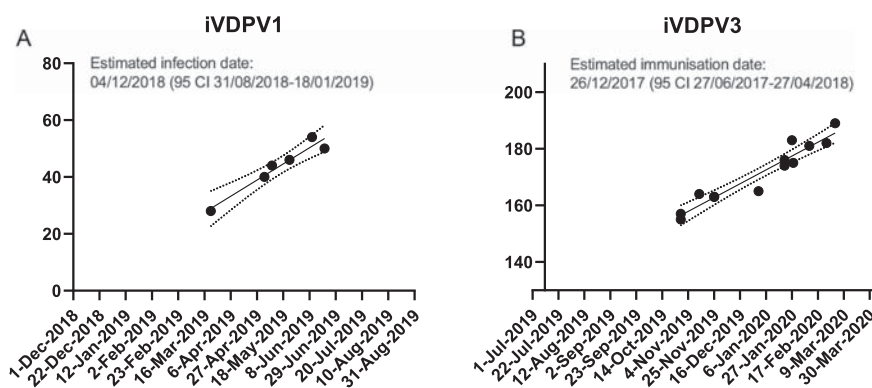 iVDPV1
A
Estimated infection date:
04/12/2018 (95 CI 31/08/2018-18/01/2019)
80
60
40
20
0
1-Dec-2018
22-Dec-2018
12-Jan-2019
2-Feb-2019
23-Feb-2019
16-Mar-2019
6-Apr-2019
27-Apr-2019
18-May-2019
8-Jun-2019
29-Jun-2019
20-Jul-2019
10-Aug-2019
31-Aug-2019
iVDPV3
B
Estimated immunisation date:
26/12/2017 (95 CI 27/06/2017-27/04/2018)
200
180
160
140
1-Jul-2019
22-Jul-2019
12-Aug-2019
2-Sep-2019
23-Sep-2019
14-Oct-2019
4-Nov-2019
25-Nov-2019
16-Dec-2019
6-Jan-2020
27-Jan-2020
17-Feb-2020
9-Mar-2020
30-Mar-2020